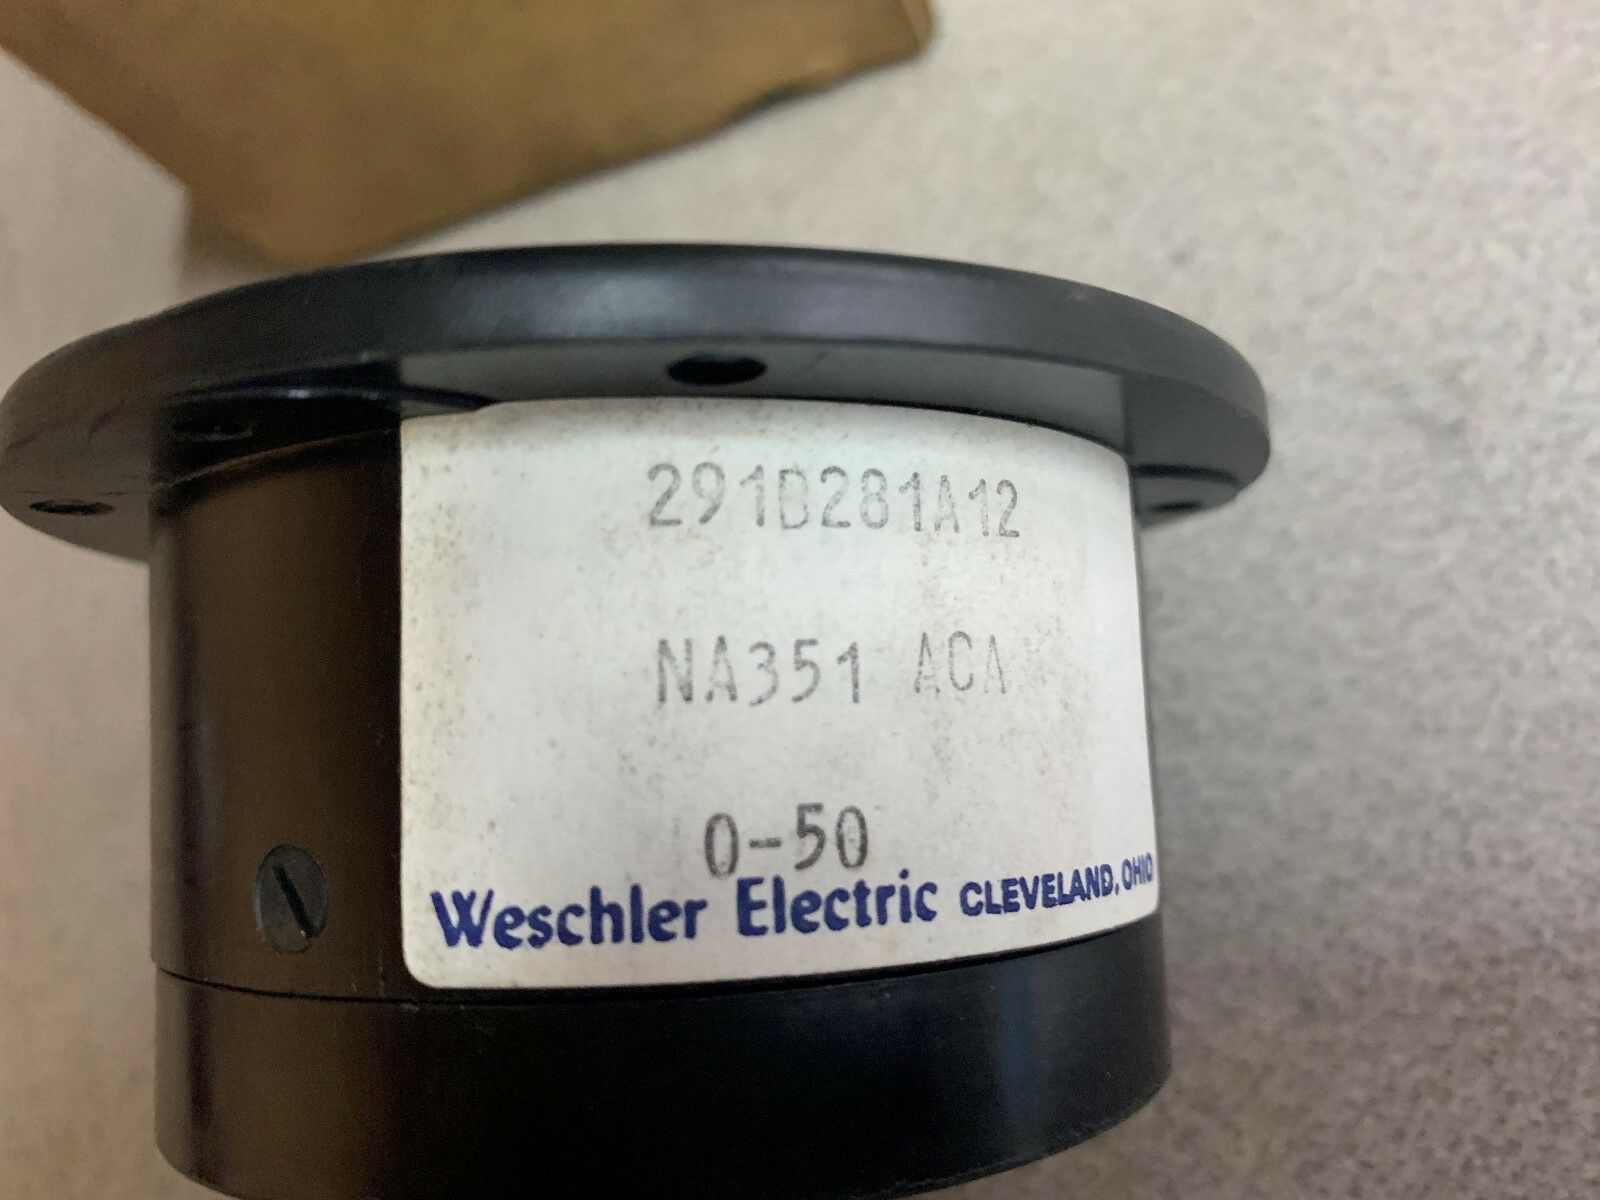 291B281A12
NA351 ACA
0-50
Weschler Electric CLEVELAND, OHIO